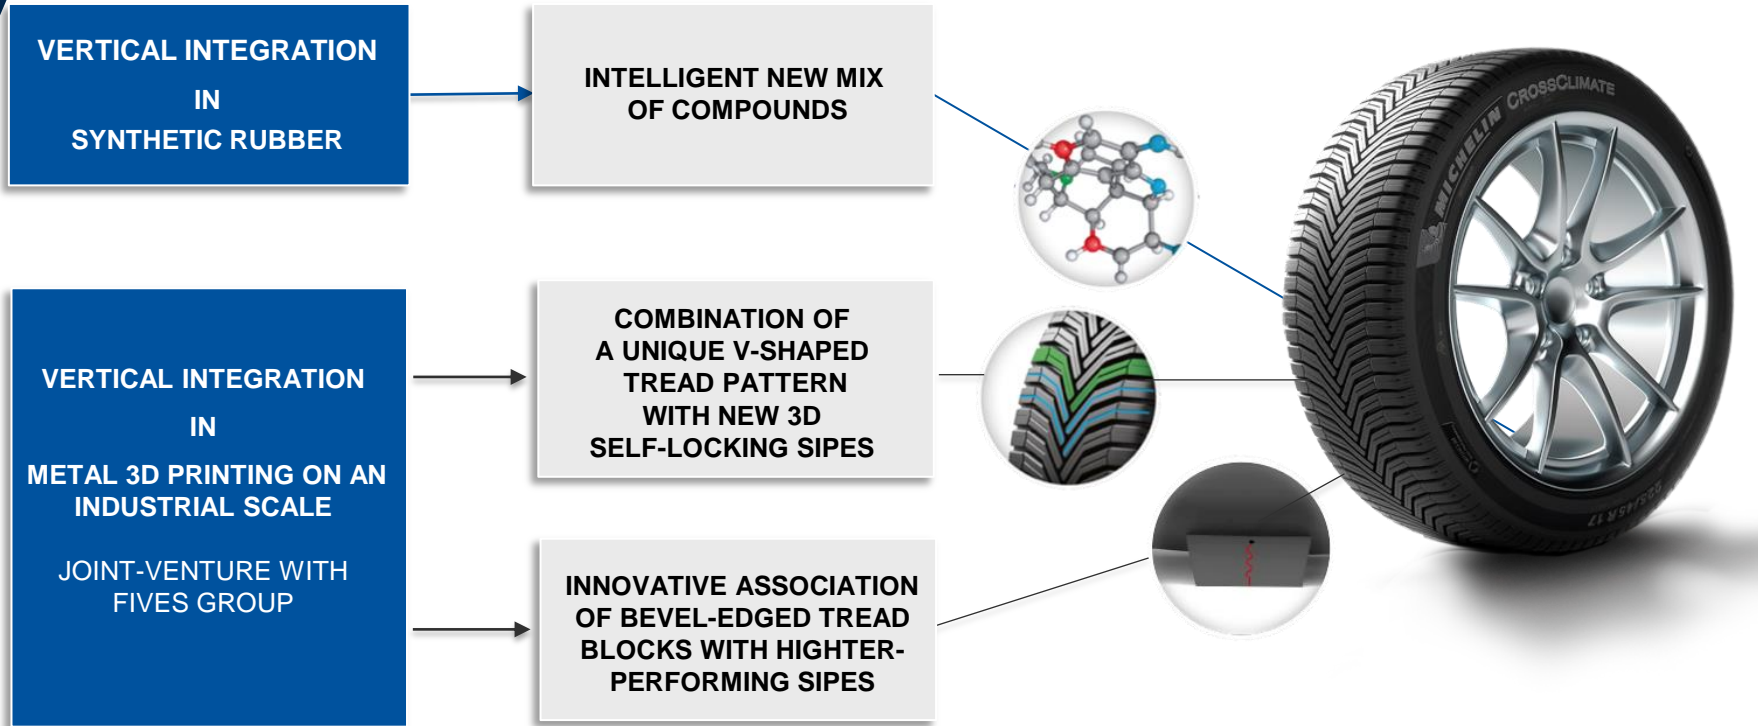 VERTICAL INTEGRATION
IN
SYNTHETIC RUBBER
INTELLIGENT NEW MIX
OF COMPOUNDS
VERTICAL INTEGRATION
IN
METAL 3D PRINTING ON AN
INDUSTRIAL SCALE
JOINT-VENTURE WITH
FIVES GROUP
COMBINATION OF
A UNIQUE V-SHAPED
TREAD PATTERN
WITH NEW 3D
SELF-LOCKING SIPES
INNOVATIVE ASSOCIATION
OF BEVEL-EDGED TREAD
BLOCKS WITH HIGHTER-
PERFORMING SIPES
MICHELIN CROSSCLIMATE
225/45R17